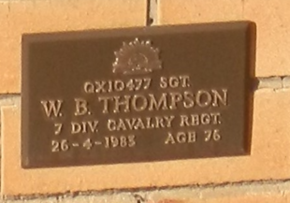 QX10477 SGT.
W. B. THOMPSON
7 DIV. CAVALRY REGT.
26-4-1983 AGE 76